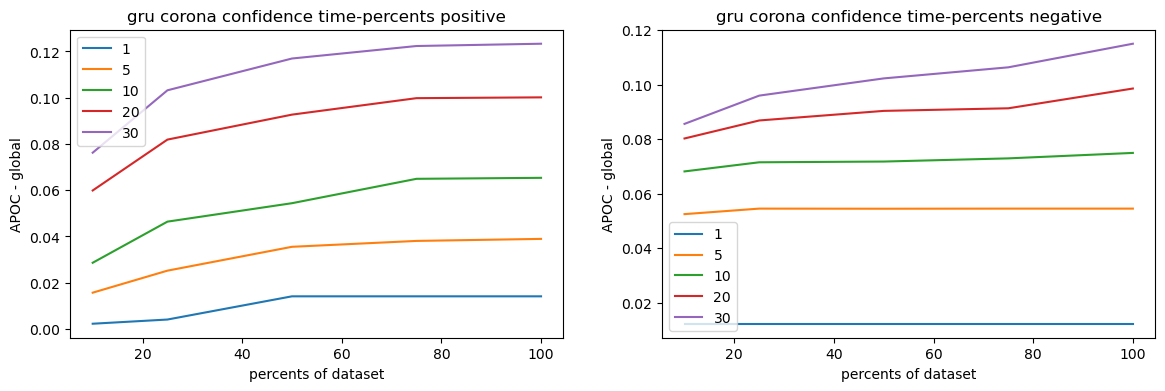 gru corona confidence time-percents positive
APOC - global
0.12
0.10
0.08
0.06
0.04
0.02
0.00
1
5
10
20
30
20 40 60 80 100
percents of dataset
gru corona confidence time-percents negative
APOC - global
0.12
0.10
0.08
0.06
0.04
0.02
1
5
10
20
30
20 40 60 80 100
percents of dataset